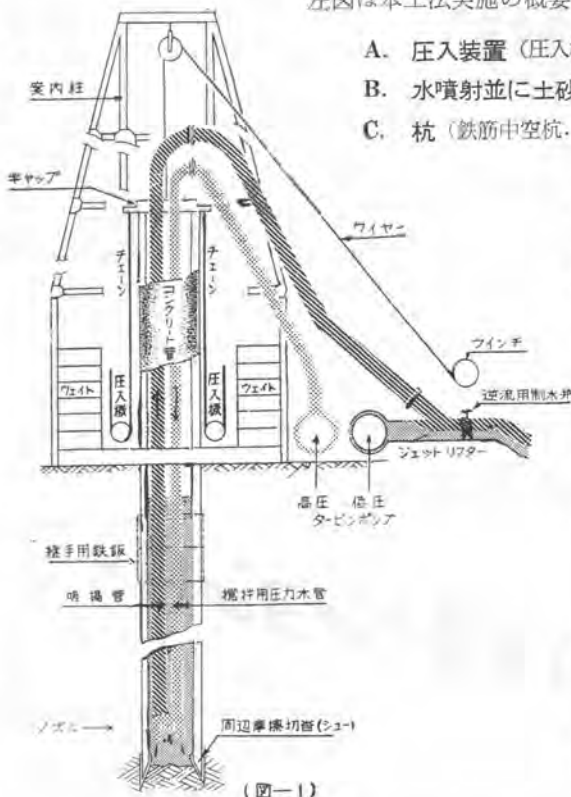 左図は本工法実施の概要
A. 圧入装置（圧入
B. 水噴射並に土砂
C. 杭（鉄筋中空杭.
案内柱
キャップ
チェーン
チェーン
コンクリート管
ワイヤー
ウインチ
逆流用制水弁
ウェイト
圧入機
圧入機
ウェイト
ジェットリフター
高圧 低圧
タービンポンプ
継手用鉄鈑
吸揚管
攪拌用圧力水管
ノズル
周辺摩擦切沓(シュー)
(図—1)